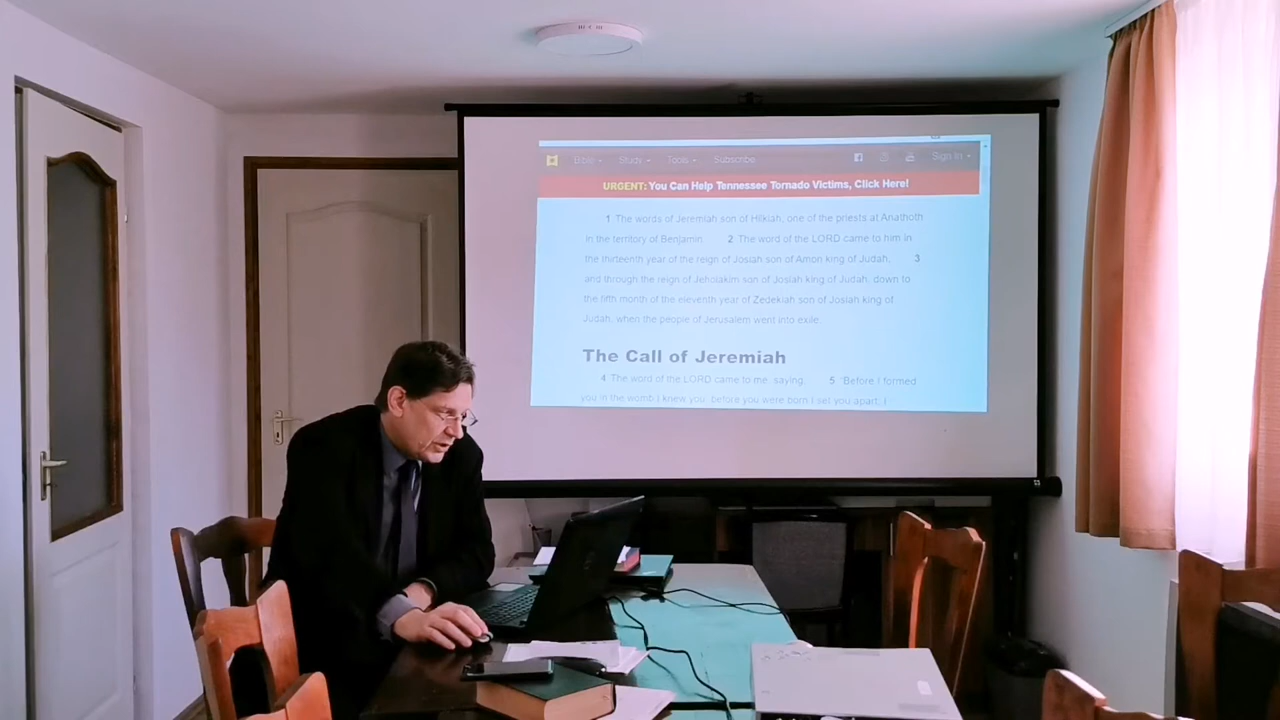 Bible Study Tools Subscribe Sign In
URGENT: You Can Help Tennessee Tornado Victims, Click Here!
1 The words of Jeremiah son of Hilkiah, one of the priests at Anathoth
in the territory of Benjamin. 2 The word of the LORD came to him in
the thirteenth year of the reign of Josiah son of Amon king of Judah, 3
and through the reign of Jehoiakim son of Josiah king of Judah, down to
the fifth month of the eleventh year of Zedekiah son of Josiah king of
Judah, when the people of Jerusalem went into exile.
The Call of Jeremiah
4 The word of the LORD came to me, saying, 5 “Before I formed
you in the womb I knew you, before you were born I set you apart; I